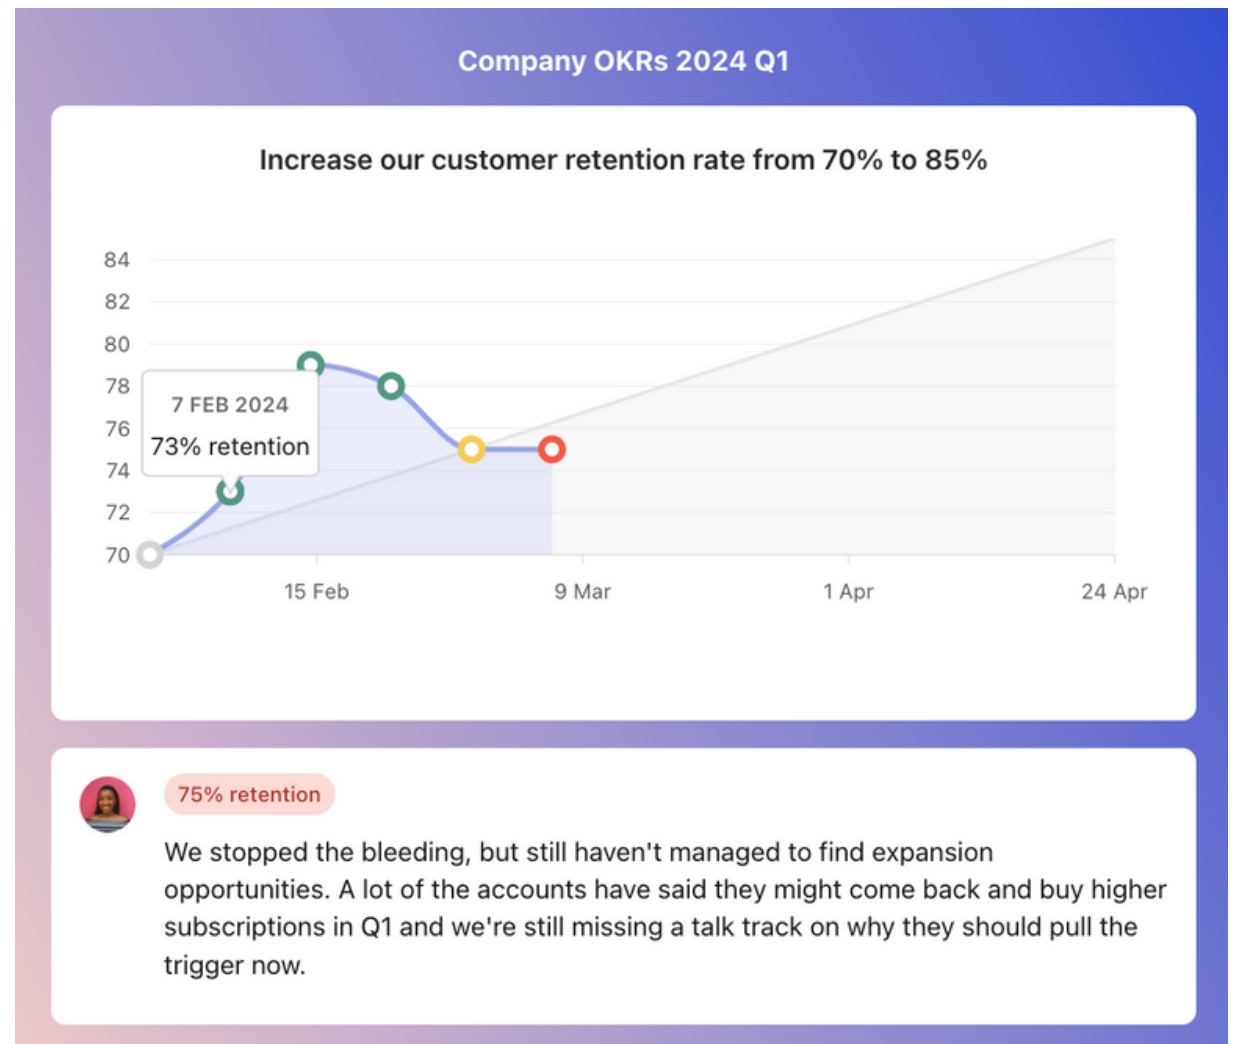 Company OKRs 2024 Q1
Increase our customer retention rate from 70% to 85%
84
82
80
78
76
74
72
70
7 FEB 2024
73% retention
15 Feb
9 Mar
1 Apr
24 Apr
75% retention
We stopped the bleeding, but still haven't managed to find expansion
opportunities. A lot of the accounts have said they might come back and buy higher
subscriptions in Q1 and we're still missing a talk track on why they should pull the
trigger now.